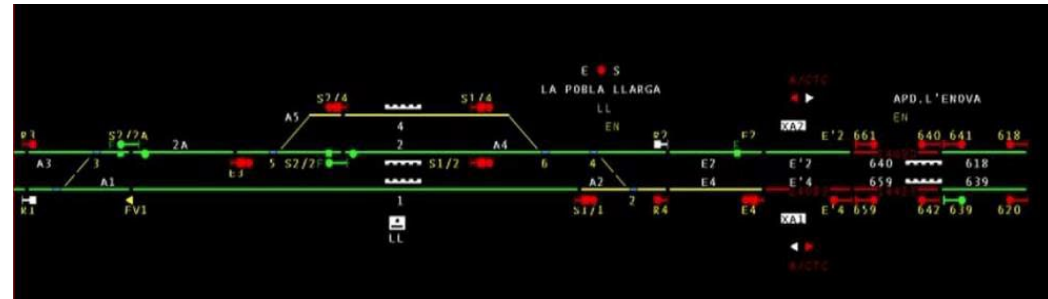 E S
B/CTC
LA POBLA LLARGA
APD.L'ENOVA
S2/4 S1/4
LL
EN
EN
A5
4
XA2
R3 S2/2A 2A A4 R2 E2 E'2 661 640 641 618
A3 3 E3 5 S2/2 S1/2 6 4 E2 E'2 640 618
A1 A2 E4 E'4 659 639
R1 FV1 1 S1/1 2 R4 E4 E'4 659 642 639 620
XA1
LL
B/CTC